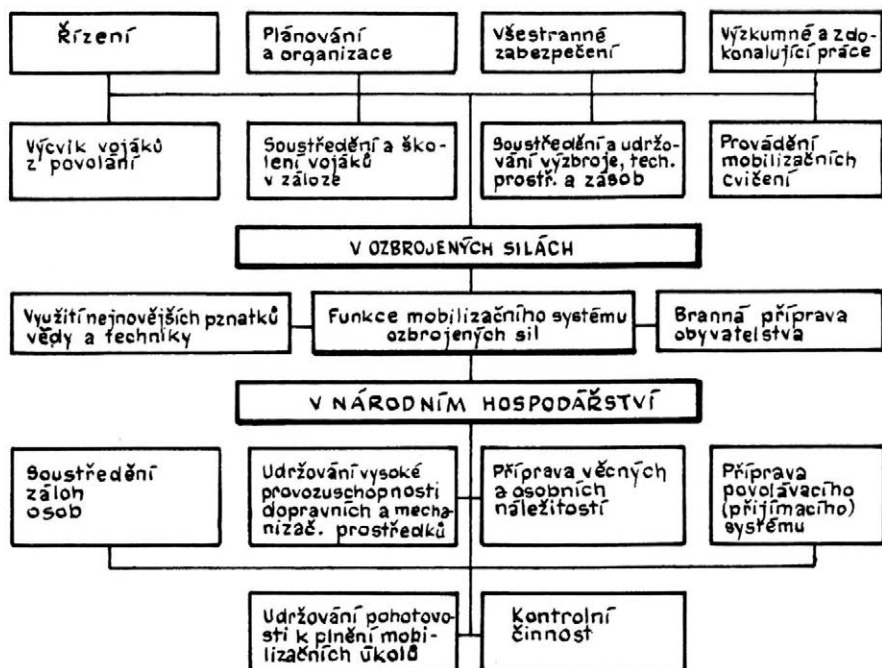 Řízení
Plánování
a organizace
Všestranné
zabezpečení
Výzkumné a zdo-
konalující práce
Výcvik vojáků
z povolání
Soustředění a ško-
lení vojáků
v záloze
Soustředění a udržo-
vání výzbroje, tech.
prostř. a zásob
Provádění
mobilizačních
cvičení
V OZBROJENÝCH SILÁCH
Využití nejnovějších pznatků
vědy a techniky
Funkce mobilizačního systému
ozbrojených sil
Branná příprava
obyvatelstva
V NÁRODNÍM HOSPODÁŘSTVÍ
Soustředění
záloh
osob
Udržování vysoké
provozuschopnosti
dopravních a mecha-
nizač. prostředků
Příprava věcných
a osobních
náležitostí
Příprava
povolávacího
(přijímacího)
systému
Udržování pohotovo-
sti k plnění mobi-
lizačních úkolů
Kontrolní
činnost